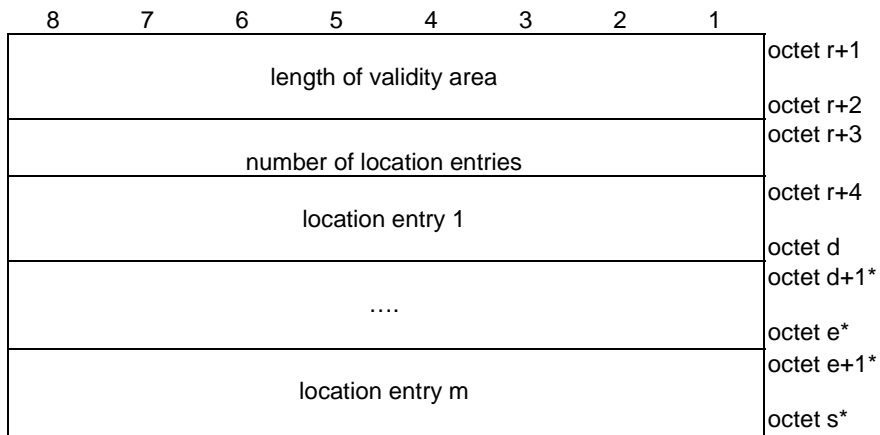 8 7 6 5 4 3 2 1
octet r+1
length of validity area
octet r+2
octet r+3
number of location entries
octet r+4
location entry 1
octet d
octet d+1*
....
octet e*
octet e+1*
location entry m
octet s*